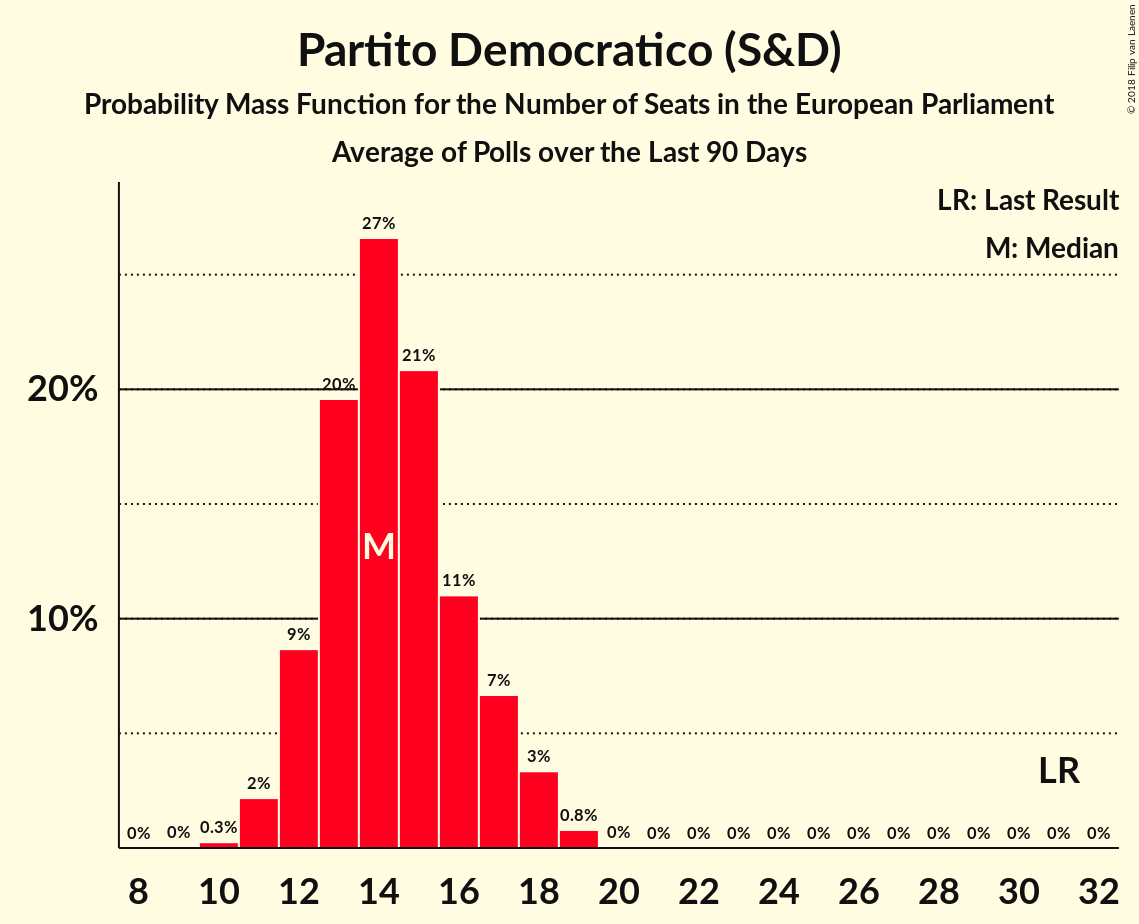 Partito Democratico (S&D)
Probability Mass Function for the Number of Seats in the European Parliament
Average of Polls over the Last 90 Days
© 2018 Filip van Laenen
LR: Last Result
M: Median
27%
21%
20%
20%
M
11%
10%
9%
7%
3%
LR
2%
0.8%
0.3%
0% 0% 0% 0% 0% 0% 0% 0% 0% 0% 0% 0% 0% 0% 0%
8 10 12 14 16 18 20 22 24 26 28 30 32